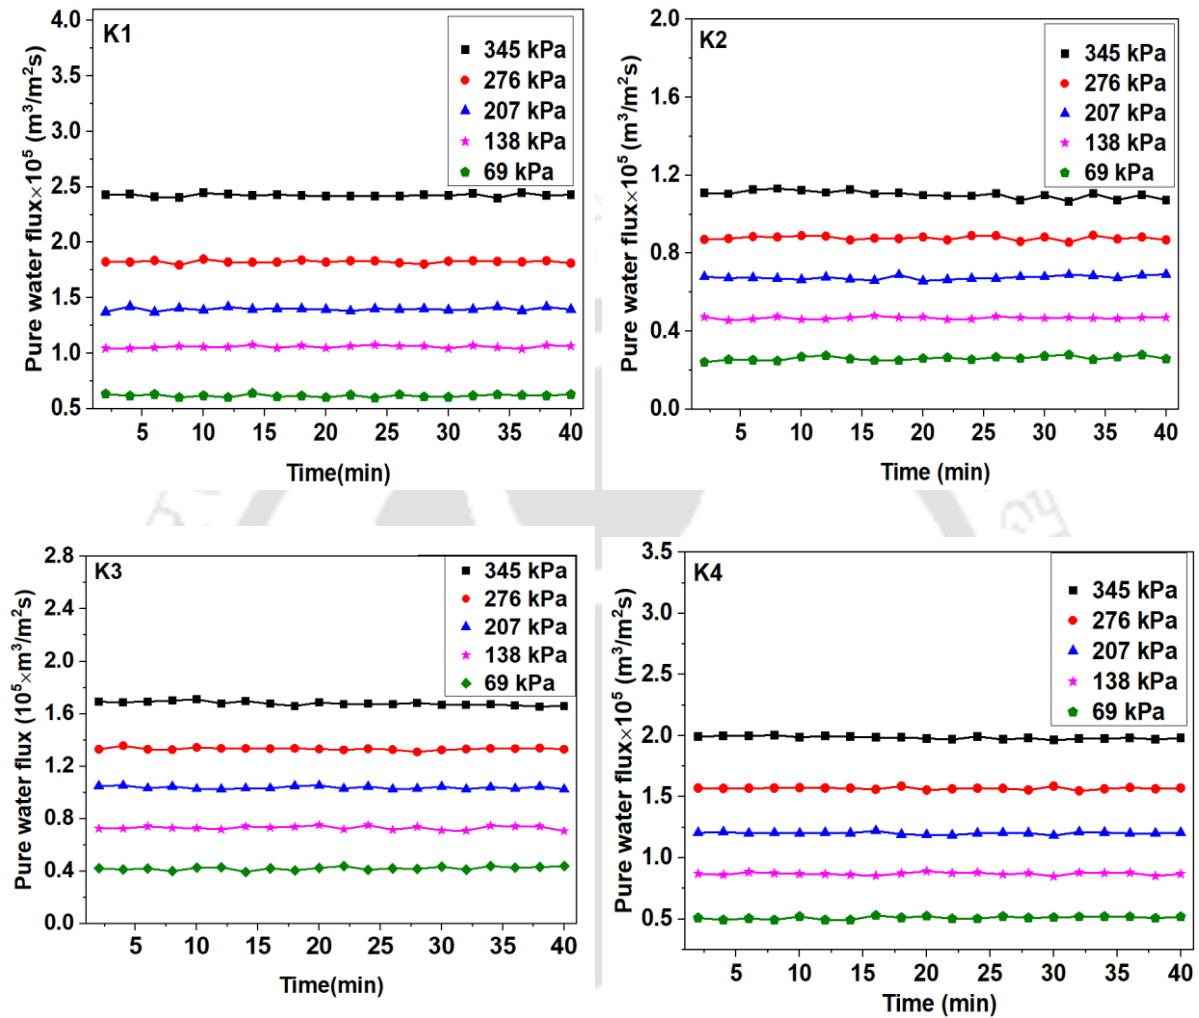 K1
345 kPa
276 kPa
207 kPa
138 kPa
69 kPa
Pure water flux×10⁵ (m³/m²s)
4.0
3.5
3.0
2.5
2.0
1.5
1.0
0.5
5 10 15 20 25 30 35 40
Time(min)
K2
345 kPa
276 kPa
207 kPa
138 kPa
69 kPa
Pure water flux×10⁵ (m³/m²s)
2.0
1.6
1.2
0.8
0.4
0.0
5 10 15 20 25 30 35 40
Time (min)
K3
345 kPa
276 kPa
207 kPa
138 kPa
69 kPa
Pure water flux (10⁵×m³/m²s)
2.8
2.4
2.0
1.6
1.2
0.8
0.4
0.0
5 10 15 20 25 30 35 40
Time(min)
K4
345 kPa
276 kPa
207 kPa
138 kPa
69 kPa
Pure water flux×10⁵ (m³/m²s)
3.5
3.0
2.5
2.0
1.5
1.0
0.5
5 10 15 20 25 30 35 40
Time (min)